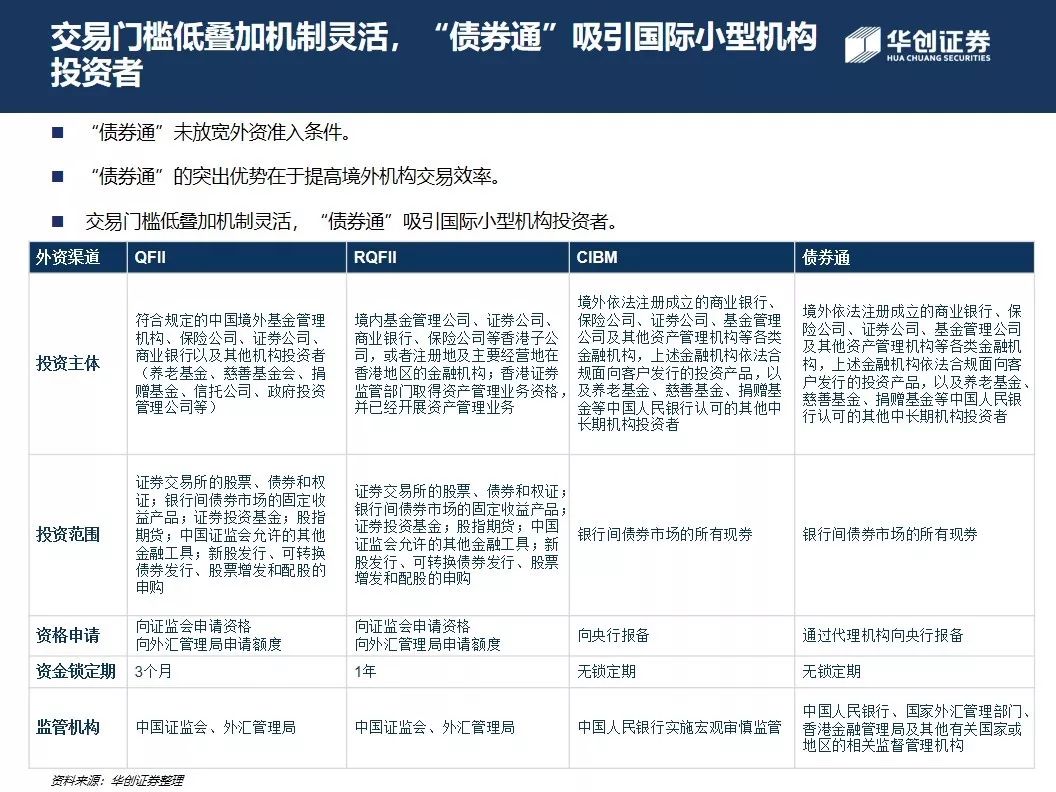 交易门槛低叠加机制灵活，“债券通”吸引国际小型机构
投资者
华创证券
HUA CHUANG SECURITIES
■ “债券通”未放宽外资准入条件。
■ “债券通”的突出优势在于提高境外机构交易效率。
■ 交易门槛低叠加机制灵活，“债券通”吸引国际小型机构投资者。
外资渠道 QFII RQFII CIBM 债券通
投资主体
符合规定的中国境外基金管理
机构、保险公司、证券公司、
商业银行以及其他机构投资者
（养老基金、慈善基金会、捐
赠基金、信托公司、政府投资
管理公司等）
境内基金管理公司、证券公司、
商业银行、保险公司等香港子公
司，或者注册地及主要经营地在
香港地区的金融机构；香港证券
监管部门取得资产管理业务资格，
并已经开展资产管理业务
境外依法注册成立的商业银行、
保险公司、证券公司、基金管理
公司及其他资产管理机构等各类
金融机构，上述金融机构依法合
规面向客户发行的投资产品，以
及养老基金、慈善基金、捐赠基
金等中国人民银行认可的其他中
长期机构投资者
境外依法注册成立的商业银行、保
险公司、证券公司、基金管理公司
及其他资产管理机构等各类金融机
构，上述金融机构依法合规面向客
户发行的投资产品，以及养老基金、
慈善基金、捐赠基金等中国人民银
行认可的其他中长期机构投资者
投资范围
证券交易所的股票、债券和权
证；银行间债券市场的固定收
益产品；证券投资基金；股指
期货；中国证监会允许的其他
金融工具；新股发行、可转换
债券发行、股票增发和配股的
申购
证券交易所的股票、债券和权证；
银行间债券市场的固定收益产品；
证券投资基金；股指期货；中国
证监会允许的其他金融工具；新
股发行、可转换债券发行、股票
增发和配股的申购
银行间债券市场的所有现券
银行间债券市场的所有现券
资格申请
向证监会申请资格
向外汇管理局申请额度
向证监会申请资格
向外汇管理局申请额度
向央行报备
通过代理机构向央行报备
资金锁定期 3个月 1年 无锁定期 无锁定期
监管机构
中国证监会、外汇管理局
中国证监会、外汇管理局
中国人民银行实施宏观审慎监管
中国人民银行、国家外汇管理部门、
香港金融管理局及其他有关国家或
地区的相关监督管理机构
资料来源：华创证券整理